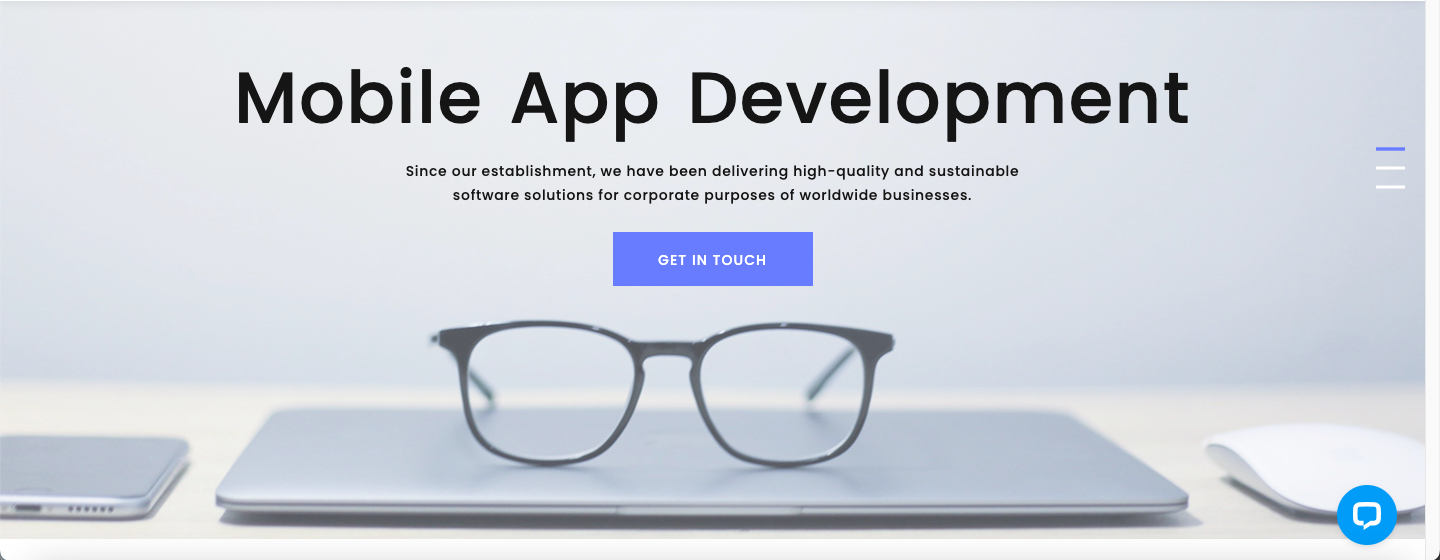 Mobile App Development
Since our establishment, we have been delivering high-quality and sustainable
software solutions for corporate purposes of worldwide businesses.
GET IN TOUCH